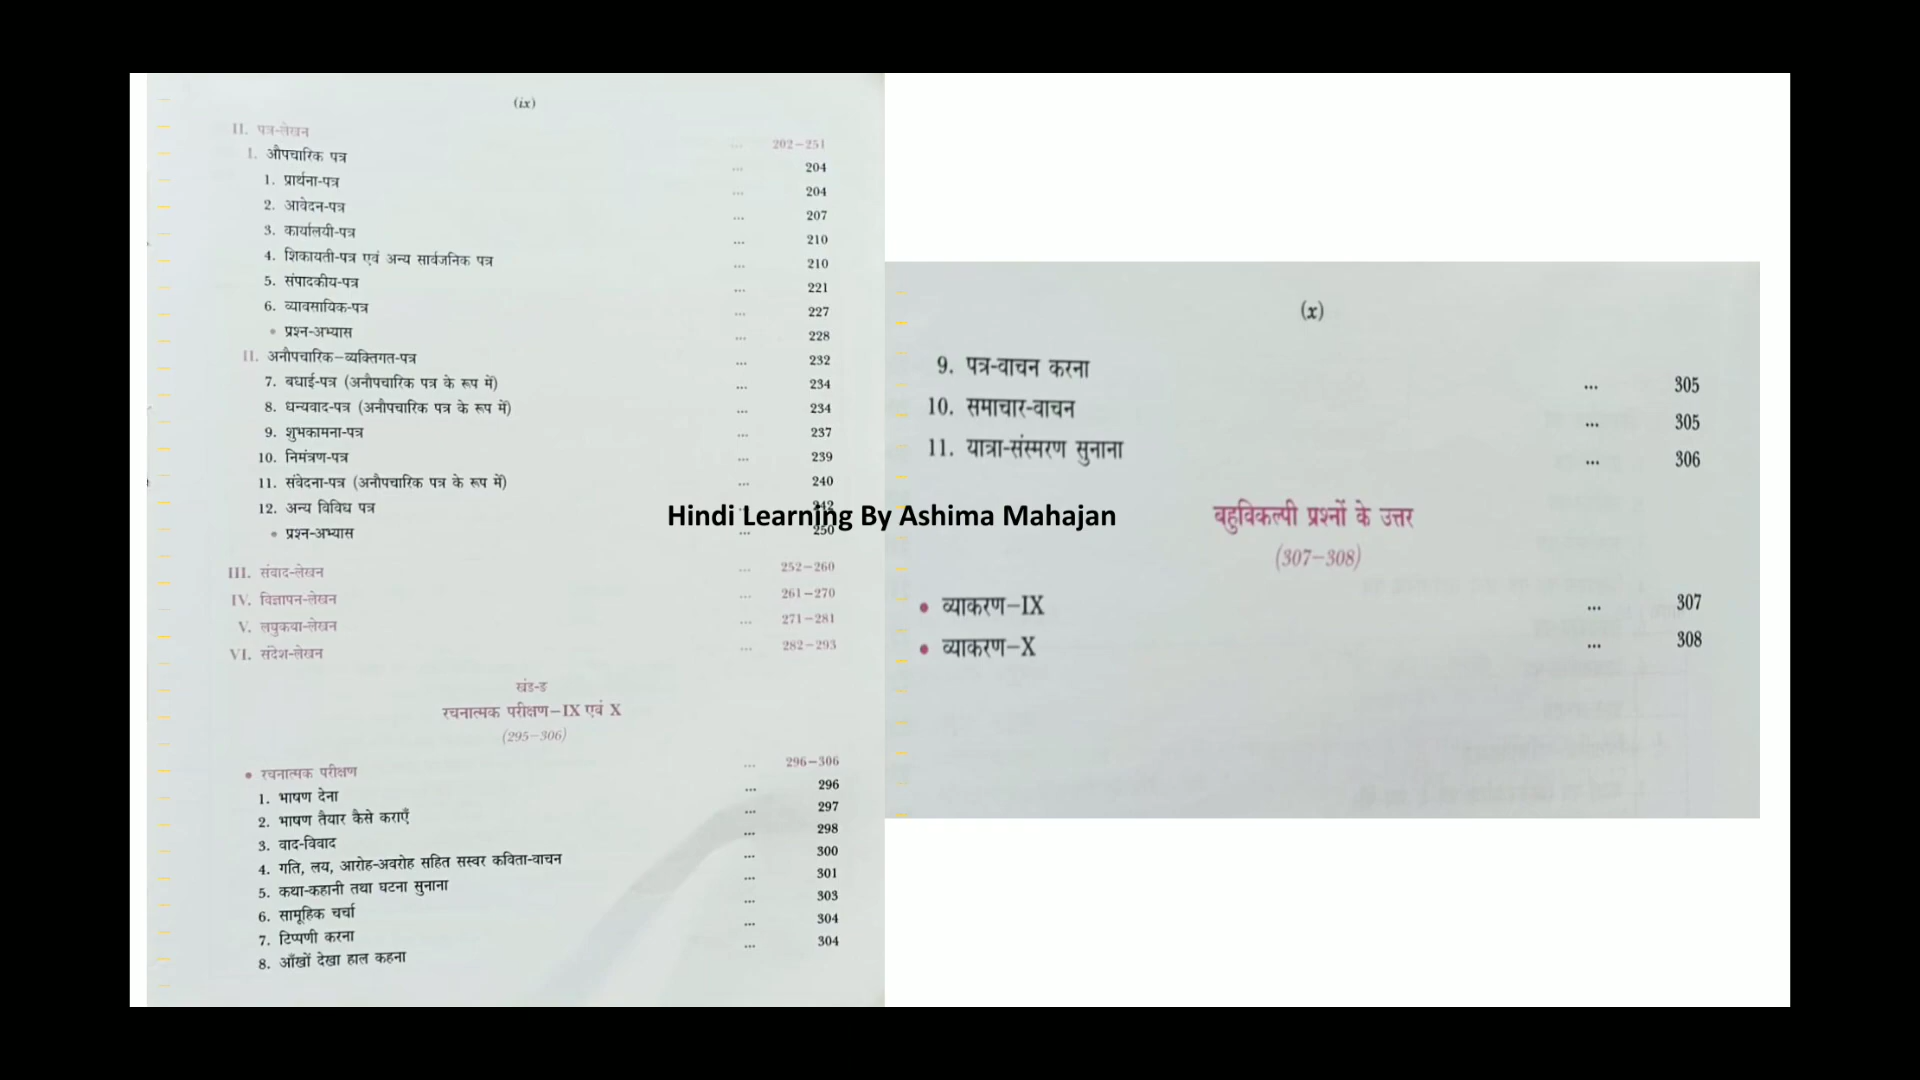 (ix)
II. पत्र-लेखन ... 202–251
I. औपचारिक पत्र ... 204
1. प्रार्थना-पत्र ... 204
2. आवेदन-पत्र ... 207
3. कार्यालयी-पत्र ... 210
4. शिकायती-पत्र एवं अन्य सार्वजनिक पत्र ... 210
5. संपादकीय-पत्र ... 221
6. व्यावसायिक-पत्र ... 227
• प्रश्न-अभ्यास ... 228
II. अनौपचारिक–व्यक्तिगत-पत्र ... 232
7. बधाई-पत्र (अनौपचारिक पत्र के रूप में) ... 234
8. धन्यवाद-पत्र (अनौपचारिक पत्र के रूप में) ... 234
9. शुभकामना-पत्र ... 237
10. निमंत्रण-पत्र ... 239
11. संवेदना-पत्र (अनौपचारिक पत्र के रूप में) ... 240
12. अन्य विविध पत्र ... 242
• प्रश्न-अभ्यास ... 250
III. संवाद-लेखन ... 252–260
IV. विज्ञापन-लेखन ... 261–270
V. लघुकथा-लेखन ... 271–281
VI. संदेश-लेखन ... 282–293
खंड-ङ
रचनात्मक परीक्षण–IX एवं X
(295–306)
• रचनात्मक परीक्षण ... 296–306
1. भाषण देना ... 296
2. भाषण तैयार कैसे कराएँ ... 297
3. वाद-विवाद ... 298
4. गति, लय, आरोह-अवरोह सहित सस्वर कविता-वाचन ... 300
5. कथा-कहानी तथा घटना सुनाना ... 301
6. सामूहिक चर्चा ... 303
7. टिप्पणी करना ... 304
8. आँखों देखा हाल कहना ... 304
Hindi Learning By Ashima Mahajan
(x)
9. पत्र-वाचन करना ... 305
10. समाचार-वाचन ... 305
11. यात्रा-संस्मरण सुनाना ... 306
बहुविकल्पी प्रश्नों के उत्तर
(307–308)
• व्याकरण–IX ... 307
• व्याकरण–X ... 308